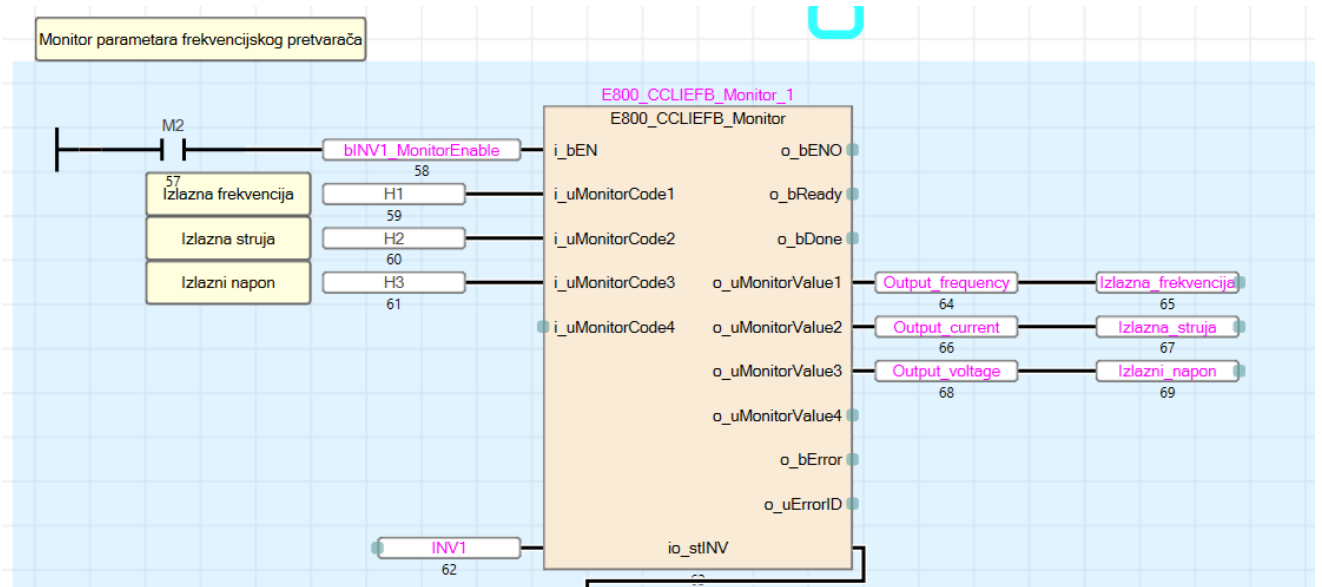 Monitor parametara frekvencijskog pretvarača
E800_CCLIEFB_Monitor_1
E800_CCLIEFB_Monitor
M2
57
bINV1_MonitorEnable
58
i_bEN
o_bENO
Izlazna frekvencija
H1
59
i_uMonitorCode1
o_bReady
Izlazna struja
H2
60
i_uMonitorCode2
o_bDone
Izlazni napon
H3
61
i_uMonitorCode3
o_uMonitorValue1
Output_frequency
64
Izlazna_frekvencija
65
i_uMonitorCode4
o_uMonitorValue2
Output_current
66
Izlazna_struja
67
o_uMonitorValue3
Output_voltage
68
Izlazni_napon
69
o_uMonitorValue4
o_bError
o_uErrorID
INV1
62
io_stINV